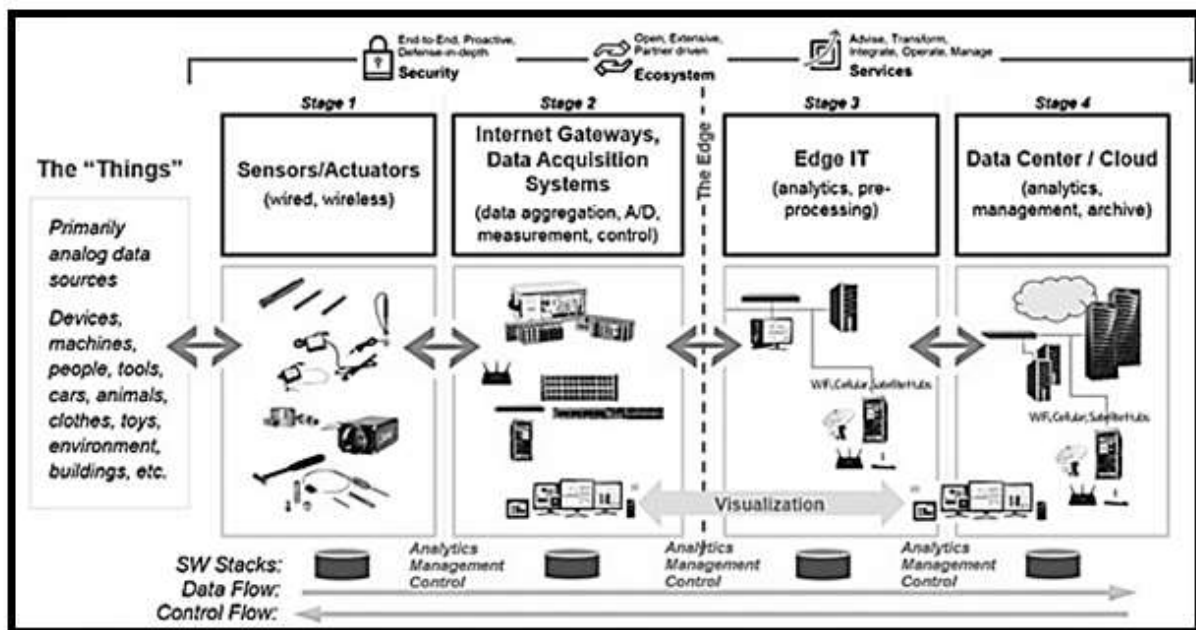 End-to-End, Proactive,
Defense-in-depth
Security
Open, Extensive,
Partner driven
Ecosystem
Advise, Transform,
Integrate, Operate, Manage
Services
The "Things"
Primarily
analog data
sources
Devices,
machines,
people, tools,
cars, animals,
clothes, toys,
environment,
buildings, etc.
Stage 1
Sensors/Actuators
(wired, wireless)
Stage 2
Internet Gateways,
Data Acquisition
Systems
(data aggregation, A/D,
measurement, control)
The Edge
Stage 3
Edge IT
(analytics, pre-
processing)
Stage 4
Data Center / Cloud
(analytics,
management, archive)
WiFi, Cellular, Satellite Hubs
WiFi, Cellular, Satellite Hubs
Visualization
SW Stacks:
Analytics
Management
Control
Analytics
Management
Control
Analytics
Management
Control
Data Flow:
Control Flow: